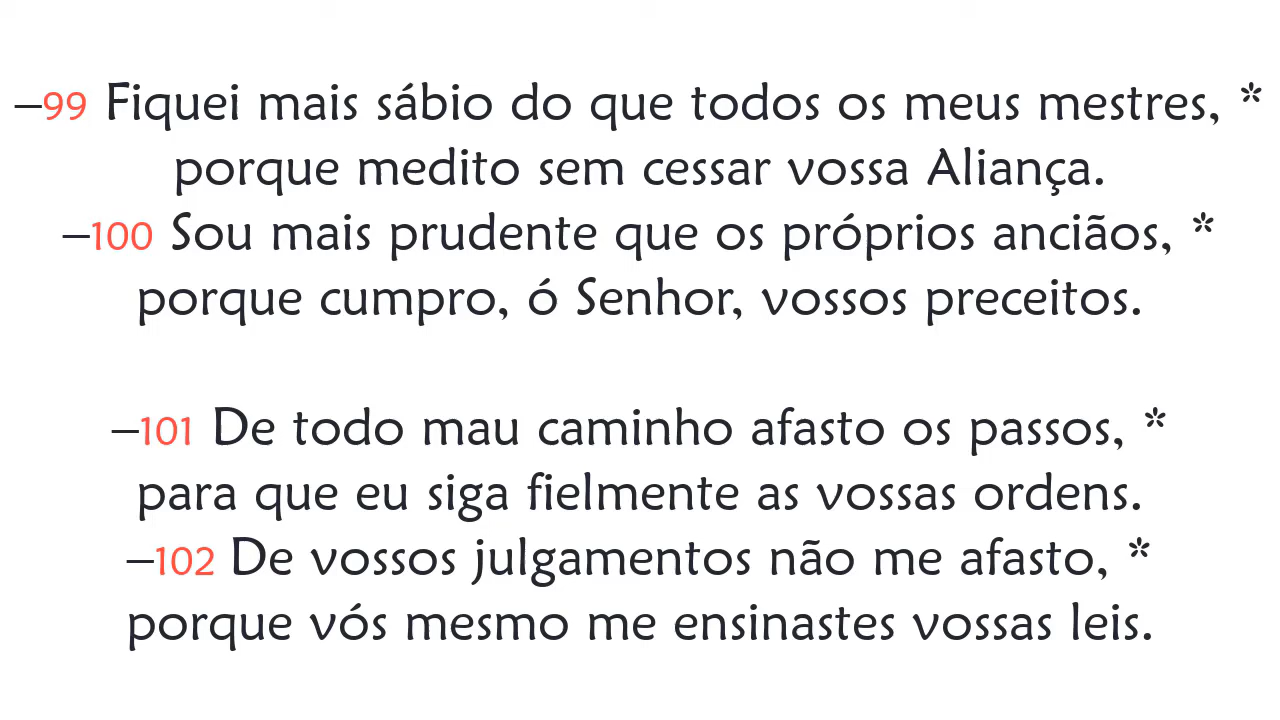 –99 Fiquei mais sábio do que todos os meus mestres, *
porque medito sem cessar vossa Aliança.
–100 Sou mais prudente que os próprios anciãos, *
porque cumpro, ó Senhor, vossos preceitos.
–101 De todo mau caminho afasto os passos, *
para que eu siga fielmente as vossas ordens.
–102 De vossos julgamentos não me afasto, *
porque vós mesmo me ensinastes vossas leis.